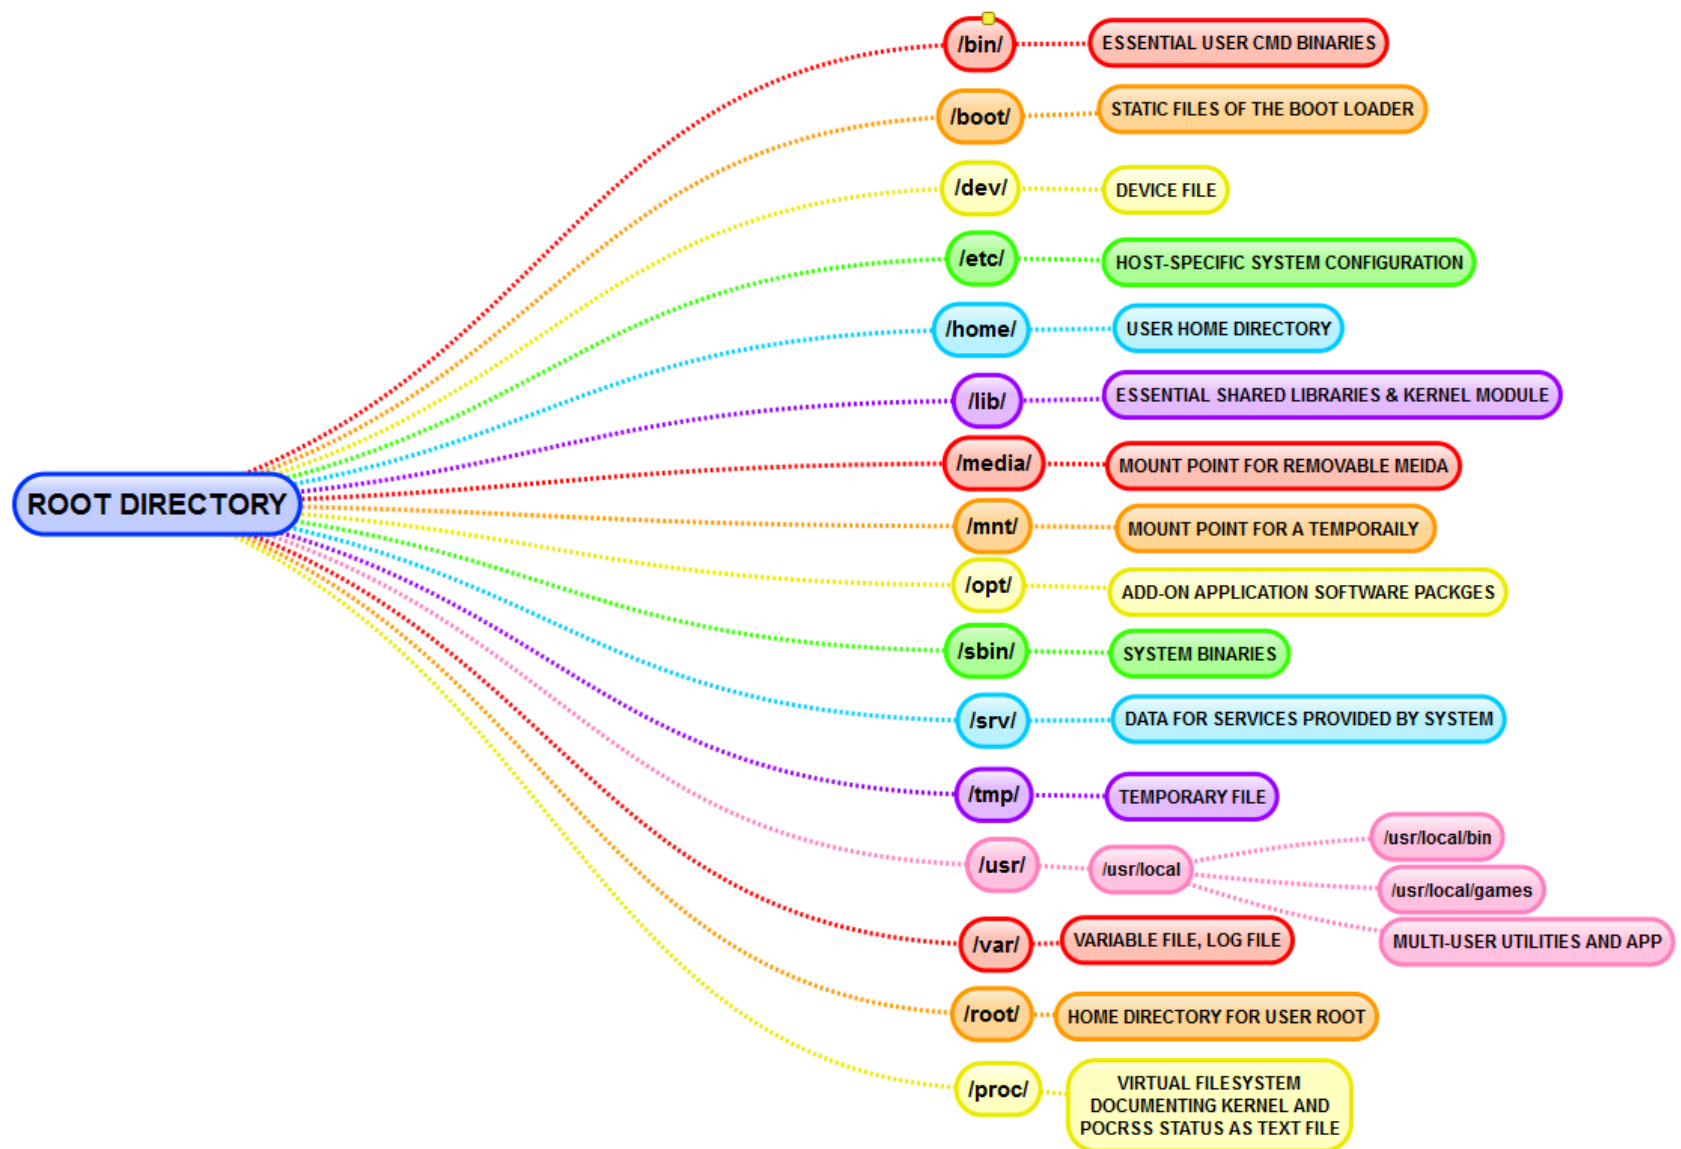 ROOT DIRECTORY
/bin/
ESSENTIAL USER CMD BINARIES
/boot/
STATIC FILES OF THE BOOT LOADER
/dev/
DEVICE FILE
/etc/
HOST-SPECIFIC SYSTEM CONFIGURATION
/home/
USER HOME DIRECTORY
/lib/
ESSENTIAL SHARED LIBRARIES & KERNEL MODULE
/media/
MOUNT POINT FOR REMOVABLE MEIDA
/mnt/
MOUNT POINT FOR A TEMPORAILY
/opt/
ADD-ON APPLICATION SOFTWARE PACKGES
/sbin/
SYSTEM BINARIES
/srv/
DATA FOR SERVICES PROVIDED BY SYSTEM
/tmp/
TEMPORARY FILE
/usr/
/usr/local
/usr/local/bin
/usr/local/games
MULTI-USER UTILITIES AND APP
/var/
VARIABLE FILE, LOG FILE
/root/
HOME DIRECTORY FOR USER ROOT
/proc/
VIRTUAL FILESYSTEM
DOCUMENTING KERNEL AND
POCRSS STATUS AS TEXT FILE